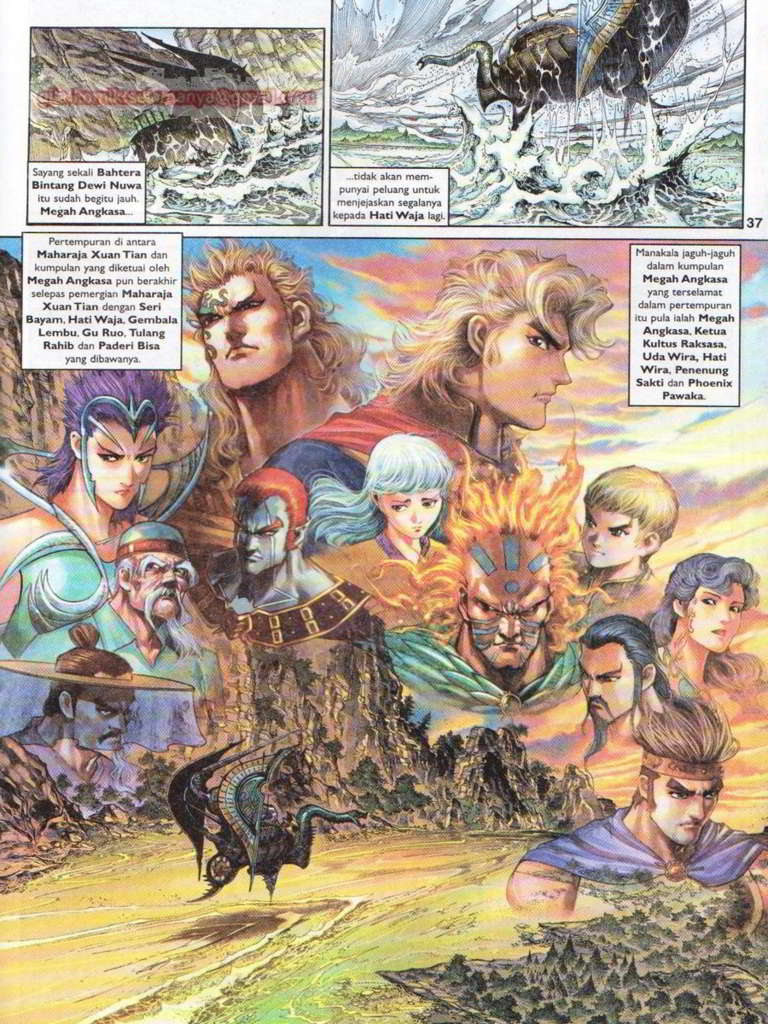 Sayang sekali Bahtera
Bintang Dewi Nuwa
itu sudah begitu jauh.
Megah Angkasa...
...tidak akan mem-
punyai peluang untuk
menjejaskan segalanya
kepada Hati Waja lagi.
37
Pertempuran di antara
Maharaja Xuan Tian dan
kumpulan yang diketuai oleh
Megah Angkasa pun berakhir
selepas pemergian Maharaja
Xuan Tian dengan Seri
Bayam, Hati Waja, Gembala
Lembu, Gu Ruo, Tulang
Rahib dan Paderi Bisa
yang dibawanya.
Manakala jaguh-jaguh
dalam kumpulan
Megah Angkasa
yang terselamat
dalam pertempuran
itu pula ialah Megah
Angkasa, Ketua
Kultus Raksasa,
Uda Wira, Hati
Wira, Penenung
Sakti dan Phoenix
Pawaka.